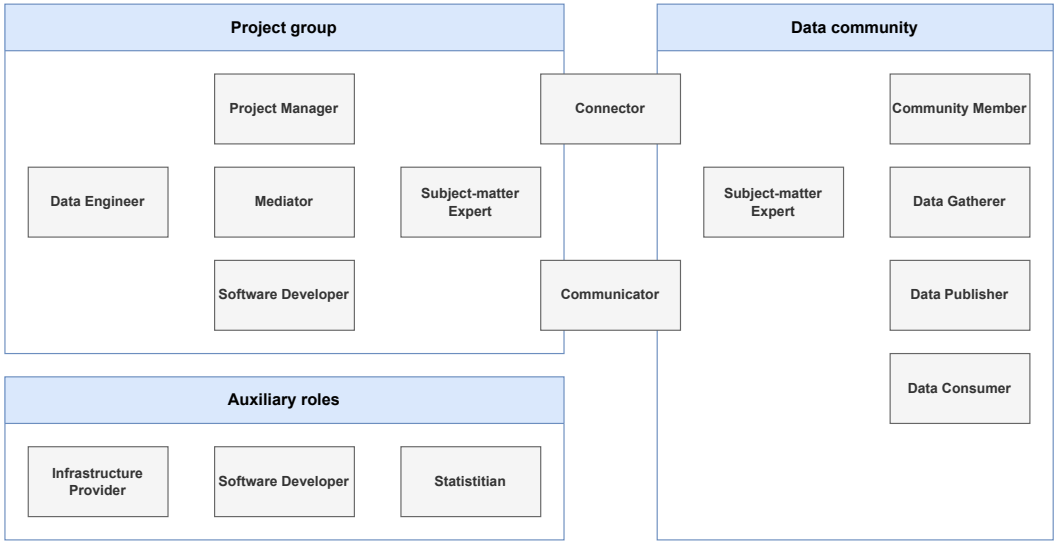 Project group
Data community
Project Manager
Connector
Community Member
Data Engineer
Mediator
Subject-matter
Expert
Subject-matter
Expert
Data Gatherer
Software Developer
Communicator
Data Publisher
Data Consumer
Auxiliary roles
Infrastructure
Provider
Software Developer
Statistitian